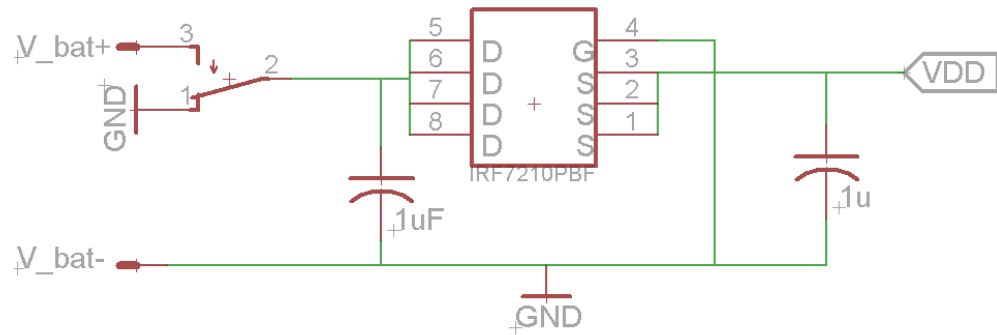 V_bat+
3
2
1
GND
5
D
G
4
6
D
S
3
7
D
S
2
8
D
S
1
IRF7210PBF
VDD
1uF
1u
V_bat-
GND